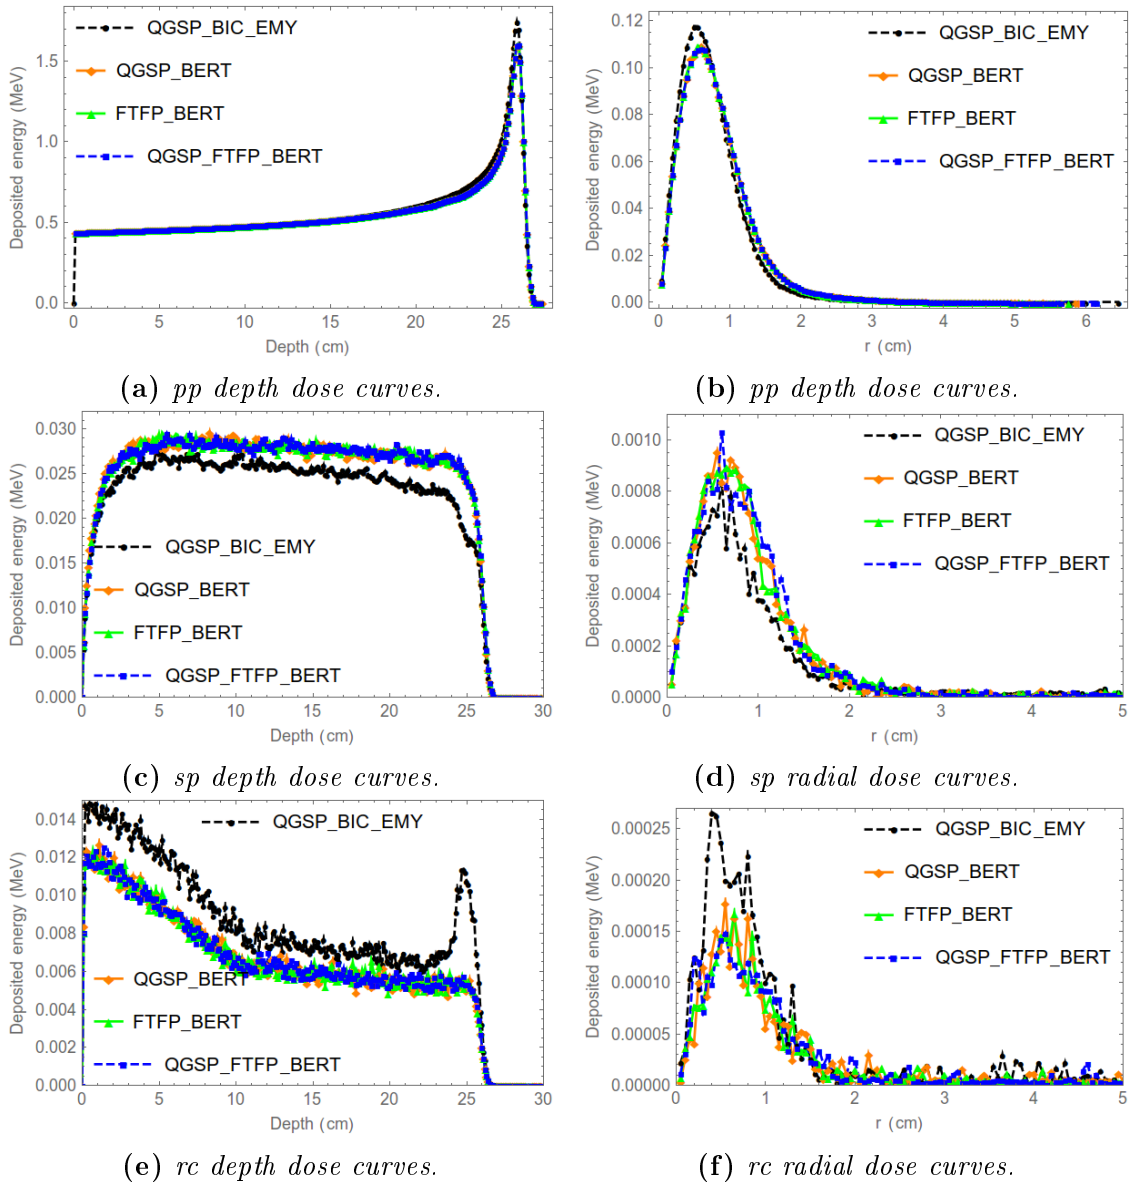 QGSP_BIC_EMY
QGSP_BERT
FTFP_BERT
QGSP_FTFP_BERT
Deposited energy (MeV)
1.5
1.0
0.5
0.0
0 5 10 15 20 25
Depth (cm)
(a) pp depth dose curves.
QGSP_BIC_EMY
QGSP_BERT
FTFP_BERT
QGSP_FTFP_BERT
Deposited energy (MeV)
0.12
0.10
0.08
0.06
0.04
0.02
0.00
0 1 2 3 4 5 6
r (cm)
(b) pp depth dose curves.
QGSP_BIC_EMY
QGSP_BERT
FTFP_BERT
QGSP_FTFP_BERT
Deposited energy (MeV)
0.030
0.025
0.020
0.015
0.010
0.005
0.000
0 5 10 15 20 25 30
Depth (cm)
(c) sp depth dose curves.
QGSP_BIC_EMY
QGSP_BERT
FTFP_BERT
QGSP_FTFP_BERT
Deposited energy (MeV)
0.0010
0.0008
0.0006
0.0004
0.0002
0.0000
0 1 2 3 4 5
r (cm)
(d) sp radial dose curves.
QGSP_BIC_EMY
QGSP_BERT
FTFP_BERT
QGSP_FTFP_BERT
Deposited energy (MeV)
0.014
0.012
0.010
0.008
0.006
0.004
0.002
0.000
0 5 10 15 20 25 30
Depth (cm)
(e) rc depth dose curves.
QGSP_BIC_EMY
QGSP_BERT
FTFP_BERT
QGSP_FTFP_BERT
Deposited energy (MeV)
0.00025
0.00020
0.00015
0.00010
0.00005
0.00000
0 1 2 3 4 5
r (cm)
(f) rc radial dose curves.